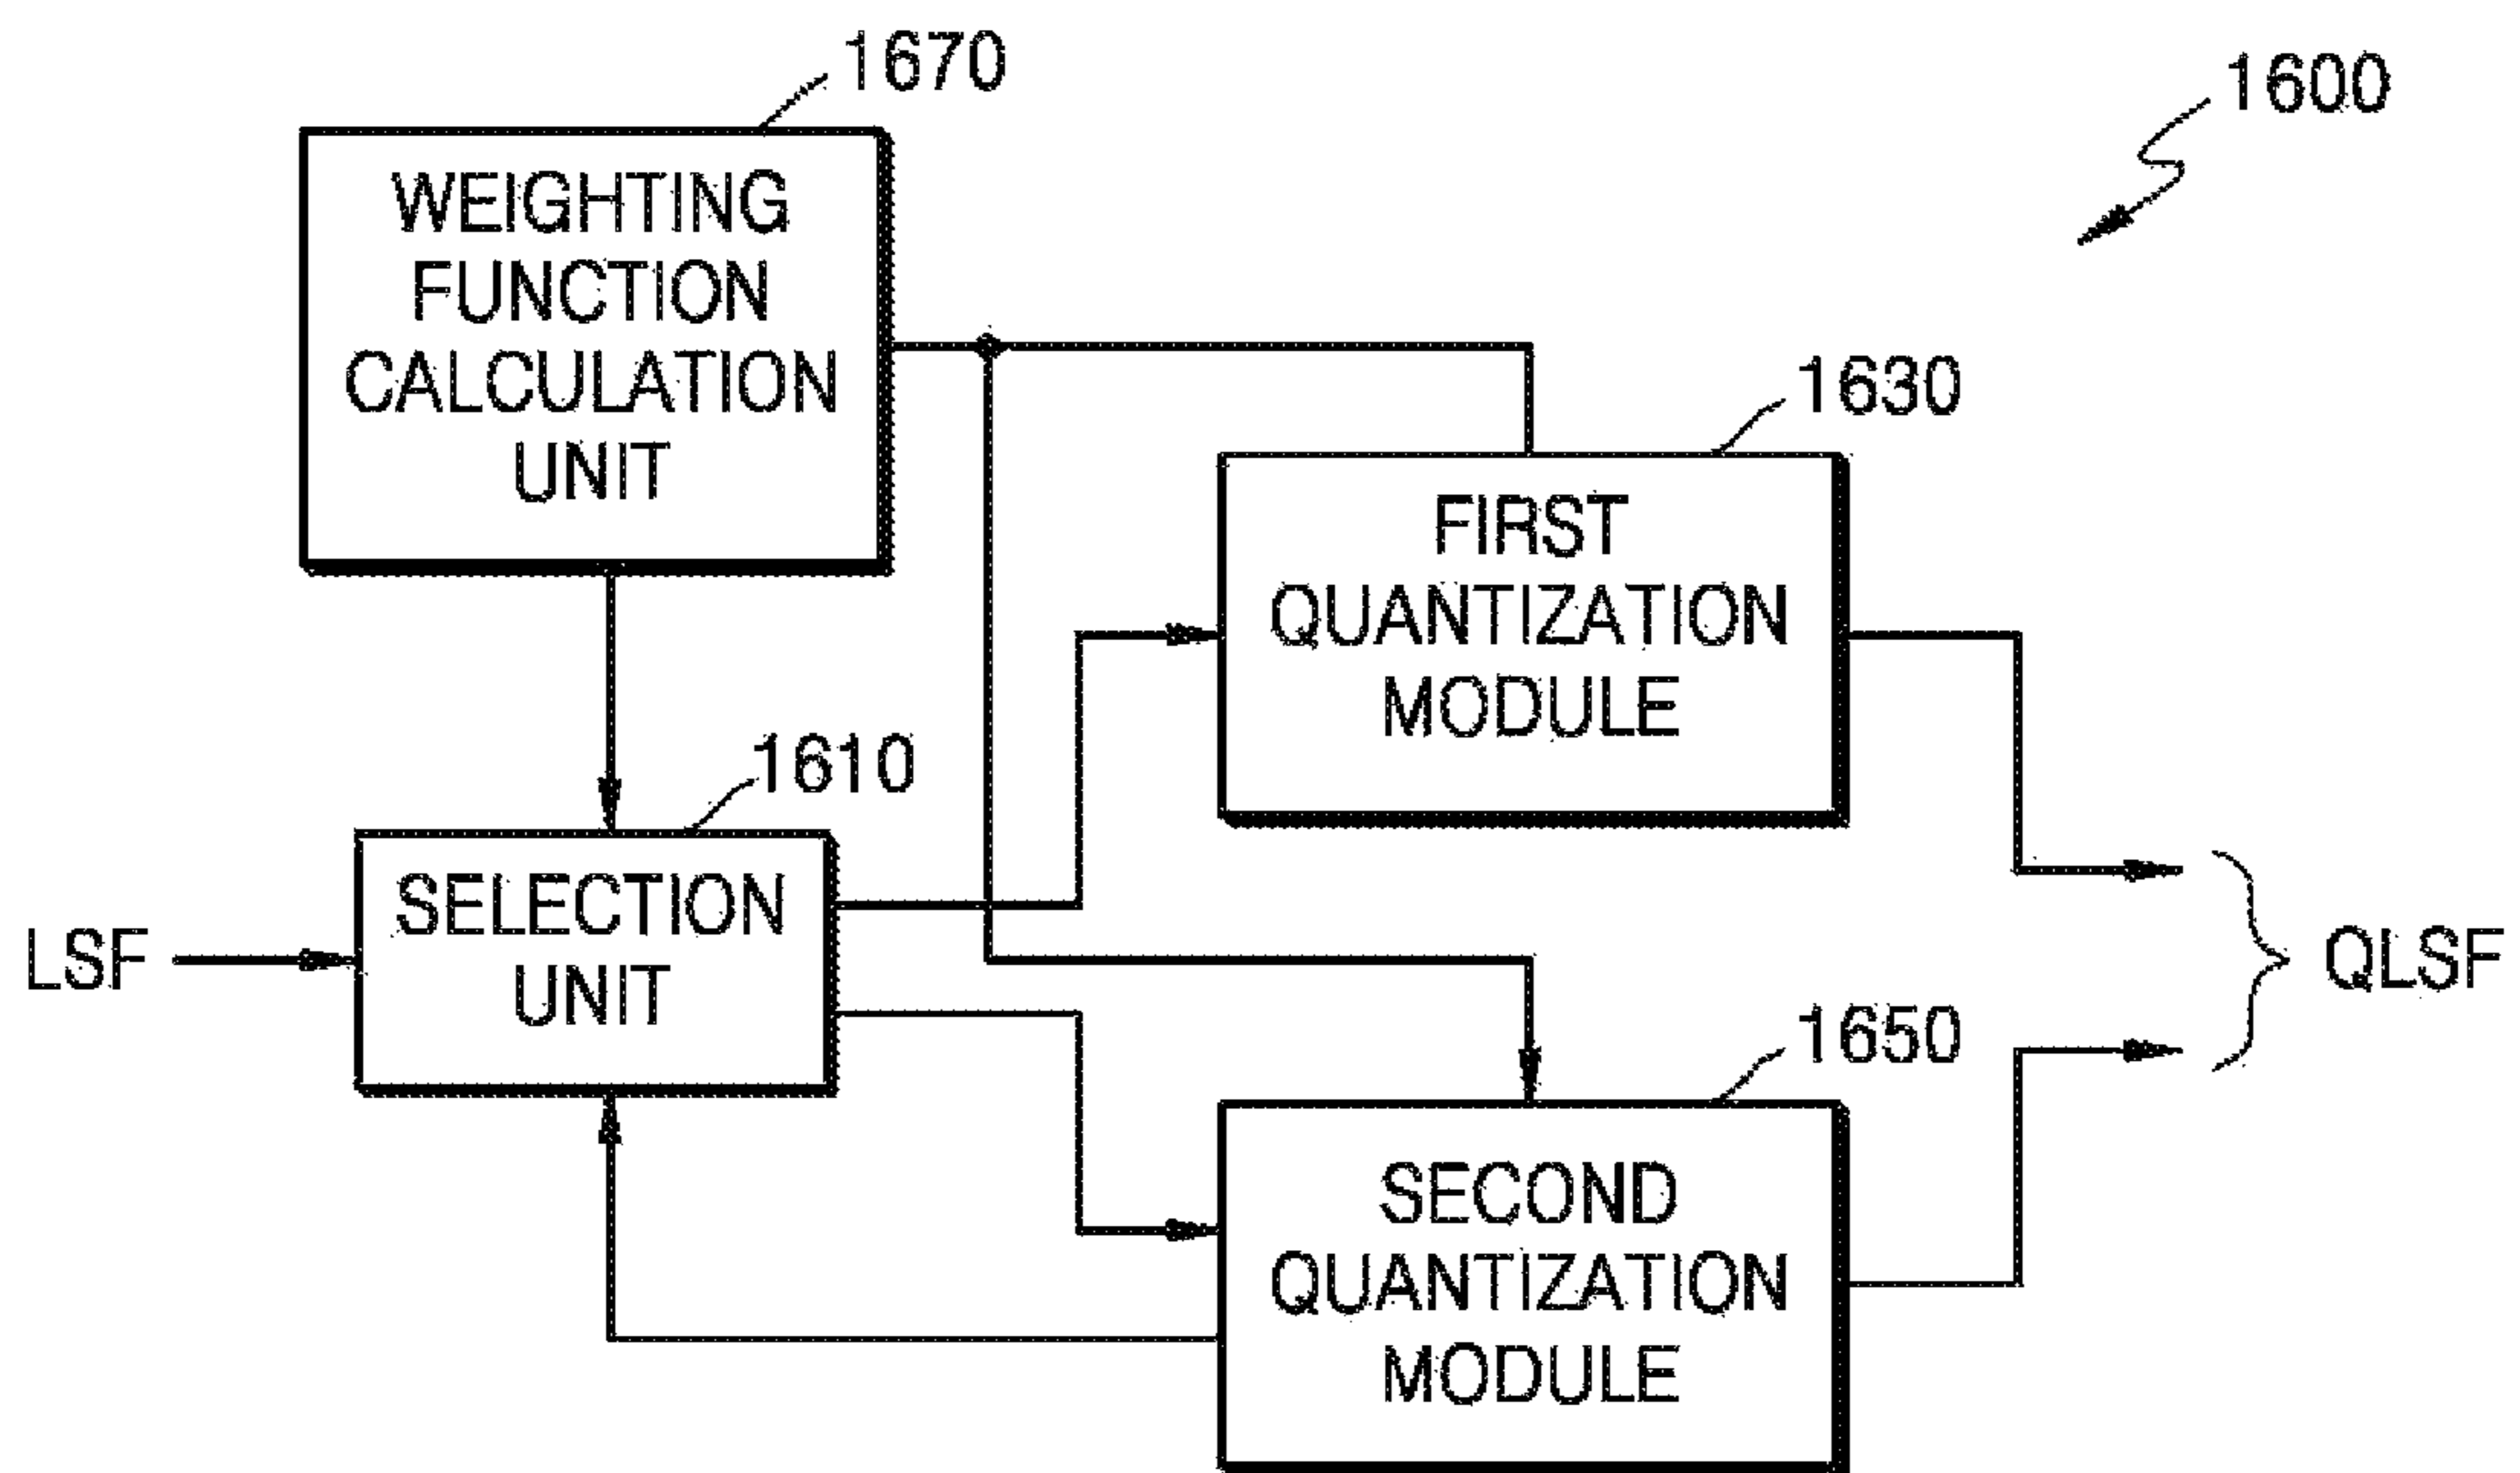 1670
1600
WEIGHTING
FUNCTION
CALCULATION
UNIT
1630
FIRST
QUANTIZATION
MODULE
1610
SELECTION
UNIT
LSF
QLSF
1650
SECOND
QUANTIZATION
MODULE